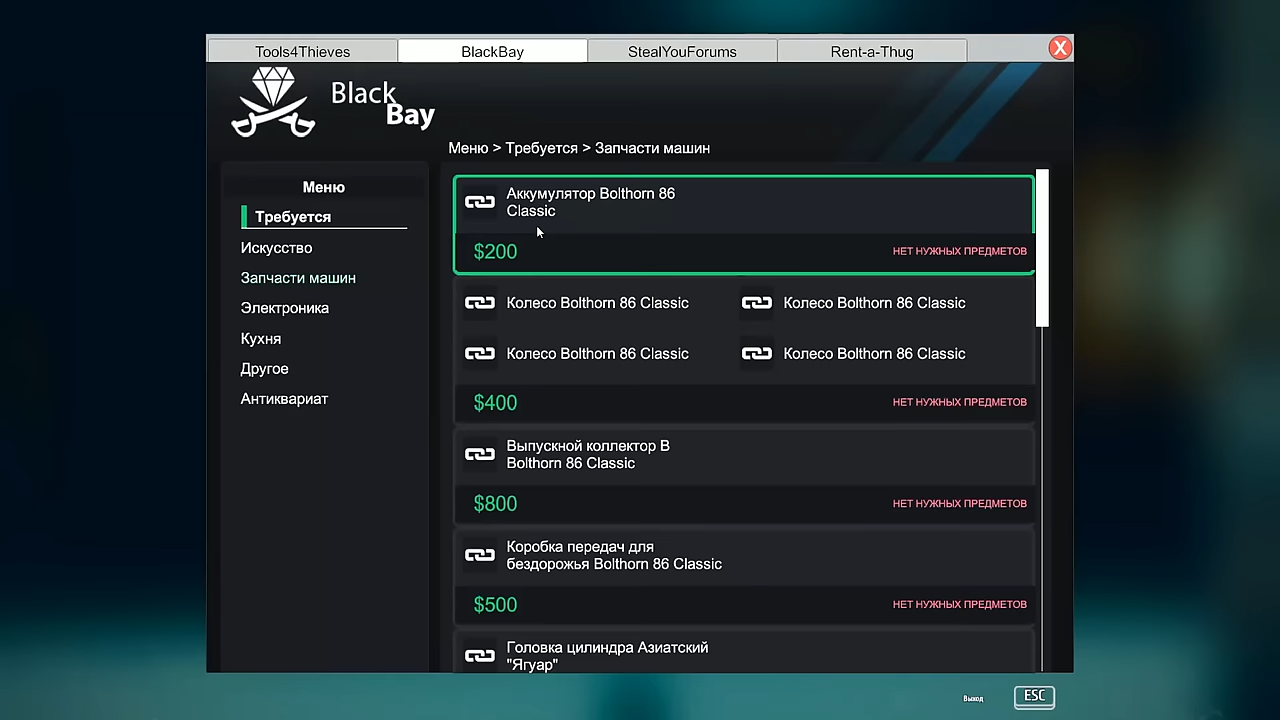 Tools4Thieves
BlackBay
StealYouForums
Rent-a-Thug
X
Black
Bay
Меню > Требуется > Запчасти машин
Меню
Требуется
Искусство
Запчасти машин
Электроника
Кухня
Другое
Антиквариат
Аккумулятор Bolthorn 86
Classic
$200
НЕТ НУЖНЫХ ПРЕДМЕТОВ
Колесо Bolthorn 86 Classic
Колесо Bolthorn 86 Classic
Колесо Bolthorn 86 Classic
Колесо Bolthorn 86 Classic
$400
НЕТ НУЖНЫХ ПРЕДМЕТОВ
Выпускной коллектор В
Bolthorn 86 Classic
$800
НЕТ НУЖНЫХ ПРЕДМЕТОВ
Коробка передач для
бездорожья Bolthorn 86 Classic
$500
НЕТ НУЖНЫХ ПРЕДМЕТОВ
Головка цилиндра Азиатский
"Ягуар"
Выход
ESC